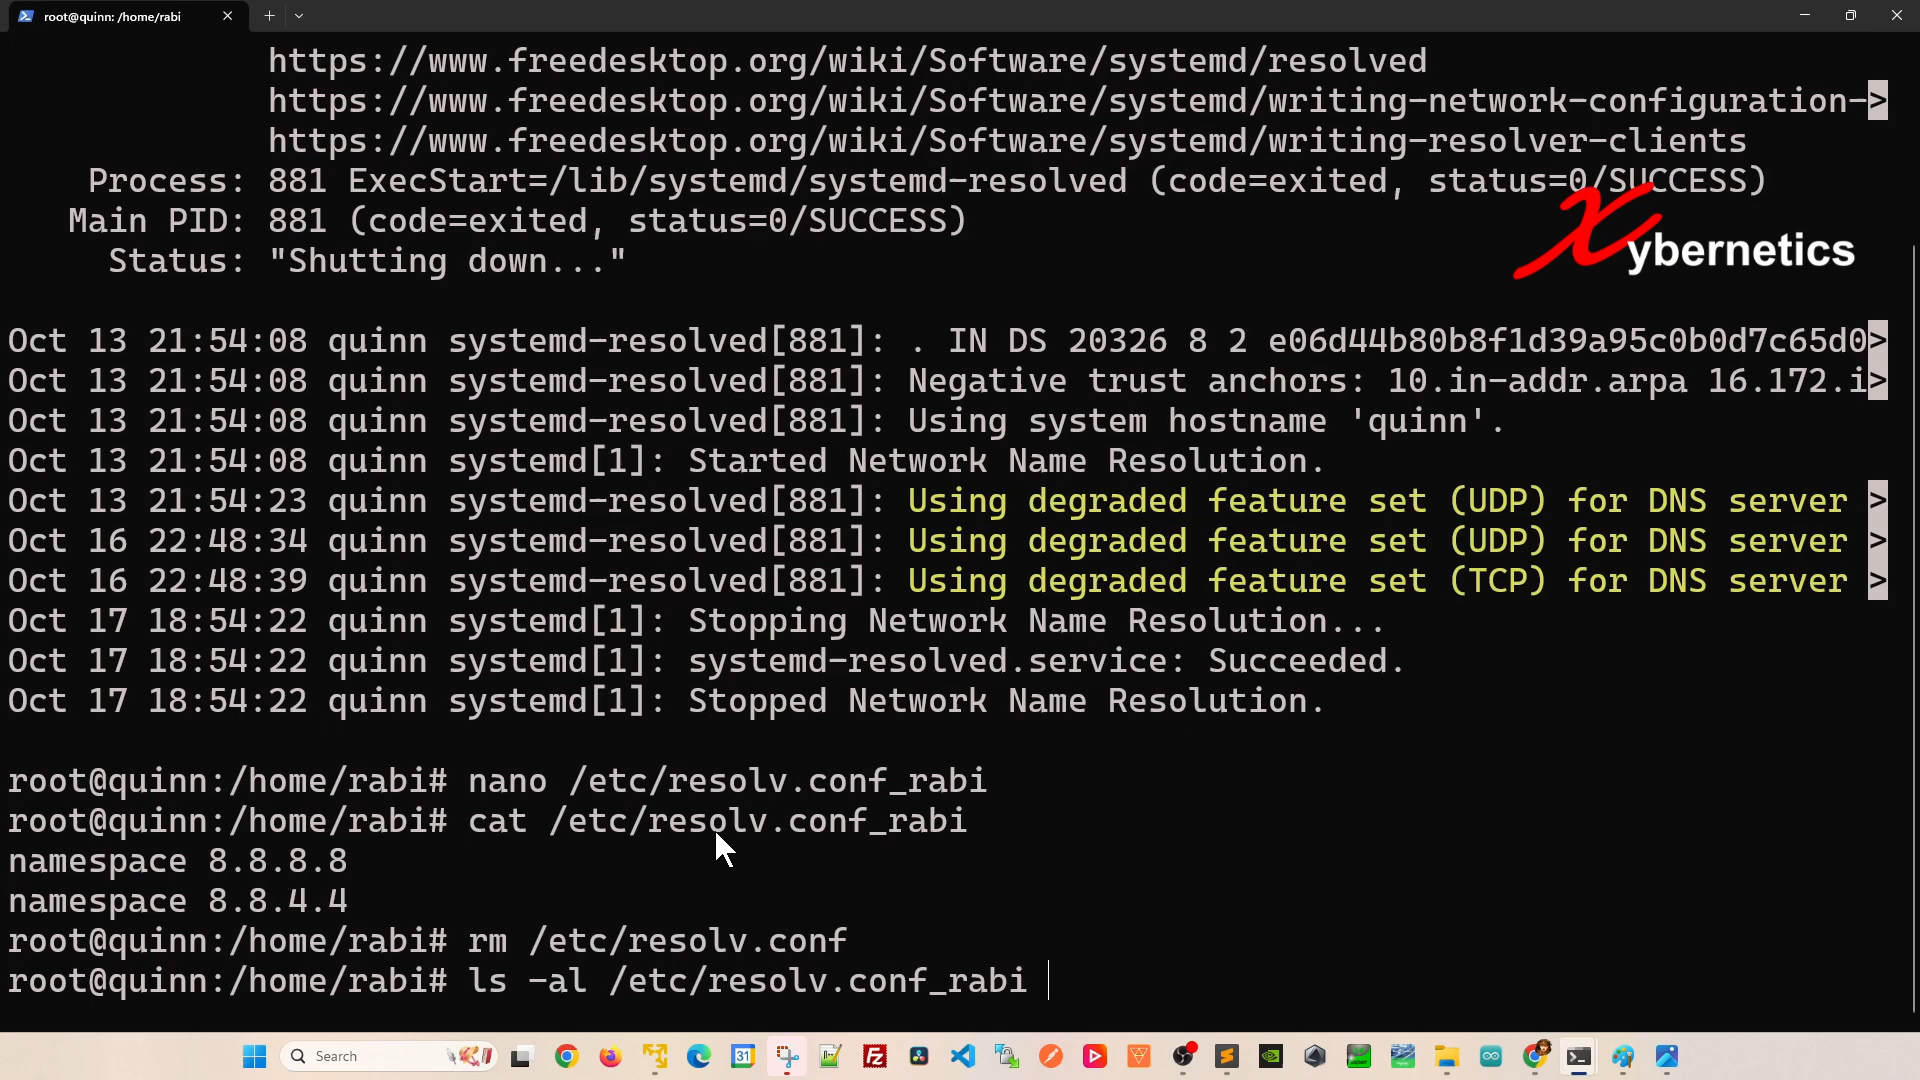 root@quinn: /home/rabi
https://www.freedesktop.org/wiki/Software/systemd/resolved
https://www.freedesktop.org/wiki/Software/systemd/writing-network-configuration->
https://www.freedesktop.org/wiki/Software/systemd/writing-resolver-clients
Process: 881 ExecStart=/lib/systemd/systemd-resolved (code=exited, status=0/SUCCESS)
Main PID: 881 (code=exited, status=0/SUCCESS)
Status: "Shutting down..."
Xybernetics
Oct 13 21:54:08 quinn systemd-resolved[881]: . IN DS 20326 8 2 e06d44b80b8f1d39a95c0b0d7c65d0>
Oct 13 21:54:08 quinn systemd-resolved[881]: Negative trust anchors: 10.in-addr.arpa 16.172.i>
Oct 13 21:54:08 quinn systemd-resolved[881]: Using system hostname 'quinn'.
Oct 13 21:54:08 quinn systemd[1]: Started Network Name Resolution.
Oct 13 21:54:23 quinn systemd-resolved[881]: Using degraded feature set (UDP) for DNS server >
Oct 16 22:48:34 quinn systemd-resolved[881]: Using degraded feature set (UDP) for DNS server >
Oct 16 22:48:39 quinn systemd-resolved[881]: Using degraded feature set (TCP) for DNS server >
Oct 17 18:54:22 quinn systemd[1]: Stopping Network Name Resolution...
Oct 17 18:54:22 quinn systemd[1]: systemd-resolved.service: Succeeded.
Oct 17 18:54:22 quinn systemd[1]: Stopped Network Name Resolution.
root@quinn:/home/rabi# nano /etc/resolv.conf_rabi
root@quinn:/home/rabi# cat /etc/resolv.conf_rabi
namespace 8.8.8.8
namespace 8.8.4.4
root@quinn:/home/rabi# rm /etc/resolv.conf
root@quinn:/home/rabi# ls -al /etc/resolv.conf_rabi
Search
31